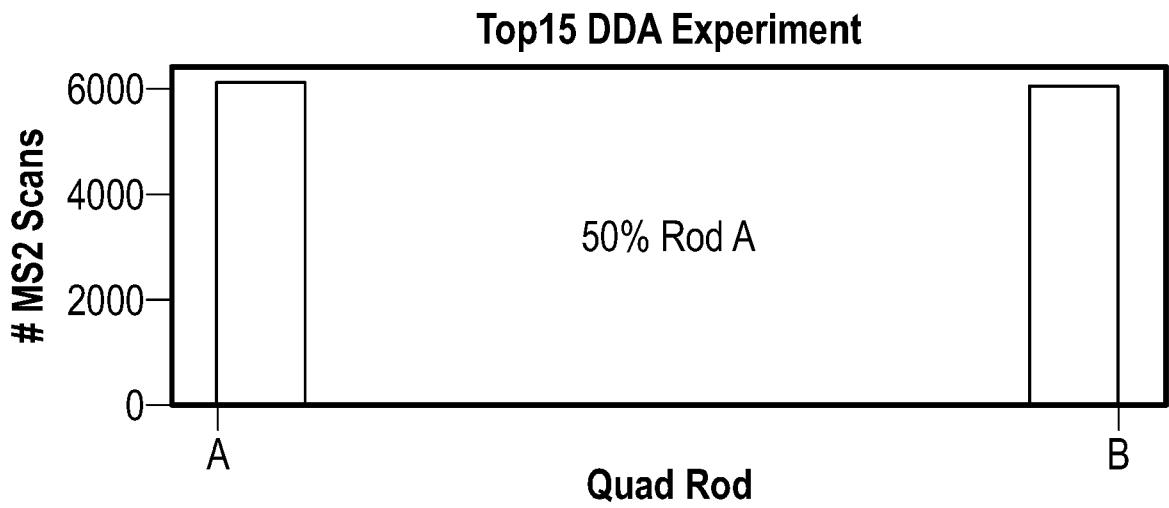 Top15 DDA Experiment
# MS2 Scans
6000
4000
2000
0
50% Rod A
A
B
Quad Rod